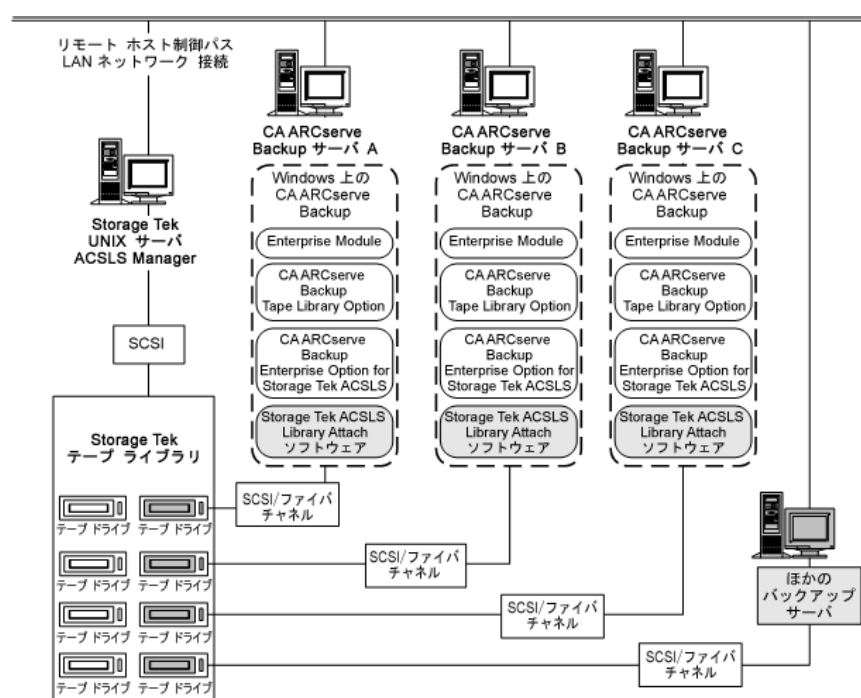 リモート ホスト制御パス
LAN ネットワーク 接続
CA ARCserve
Backup サーバ A
CA ARCserve
Backup サーバ B
CA ARCserve
Backup サーバ C
Storage Tek
UNIX サーバ
ACSLS Manager
SCSI
Windows 上の
CA ARCserve
Backup
Enterprise Module
CA ARCserve
Backup
Tape Library Option
CA ARCserve
Backup
Enterprise Option for
Storage Tek ACSLS
Storage Tek ACSLS
Library Attach
ソフトウェア
Windows 上の
CA ARCserve
Backup
Enterprise Module
CA ARCserve
Backup
Tape Library Option
CA ARCserve
Backup
Enterprise Option for
Storage Tek ACSLS
Storage Tek ACSLS
Library Attach
ソフトウェア
Windows 上の
CA ARCserve
Backup
Enterprise Module
CA ARCserve
Backup
Tape Library Option
CA ARCserve
Backup
Enterprise Option for
Storage Tek ACSLS
Storage Tek ACSLS
Library Attach
ソフトウェア
Storage Tek
テープ ライブラリ
テープ ドライブ テープ ドライブ
テープ ドライブ テープ ドライブ
テープ ドライブ テープ ドライブ
テープ ドライブ テープ ドライブ
SCSI/ファイバ
チャネル
SCSI/ファイバ
チャネル
SCSI/ファイバ
チャネル
SCSI/ファイバ
チャネル
ほかの
バックアップ
サーバ